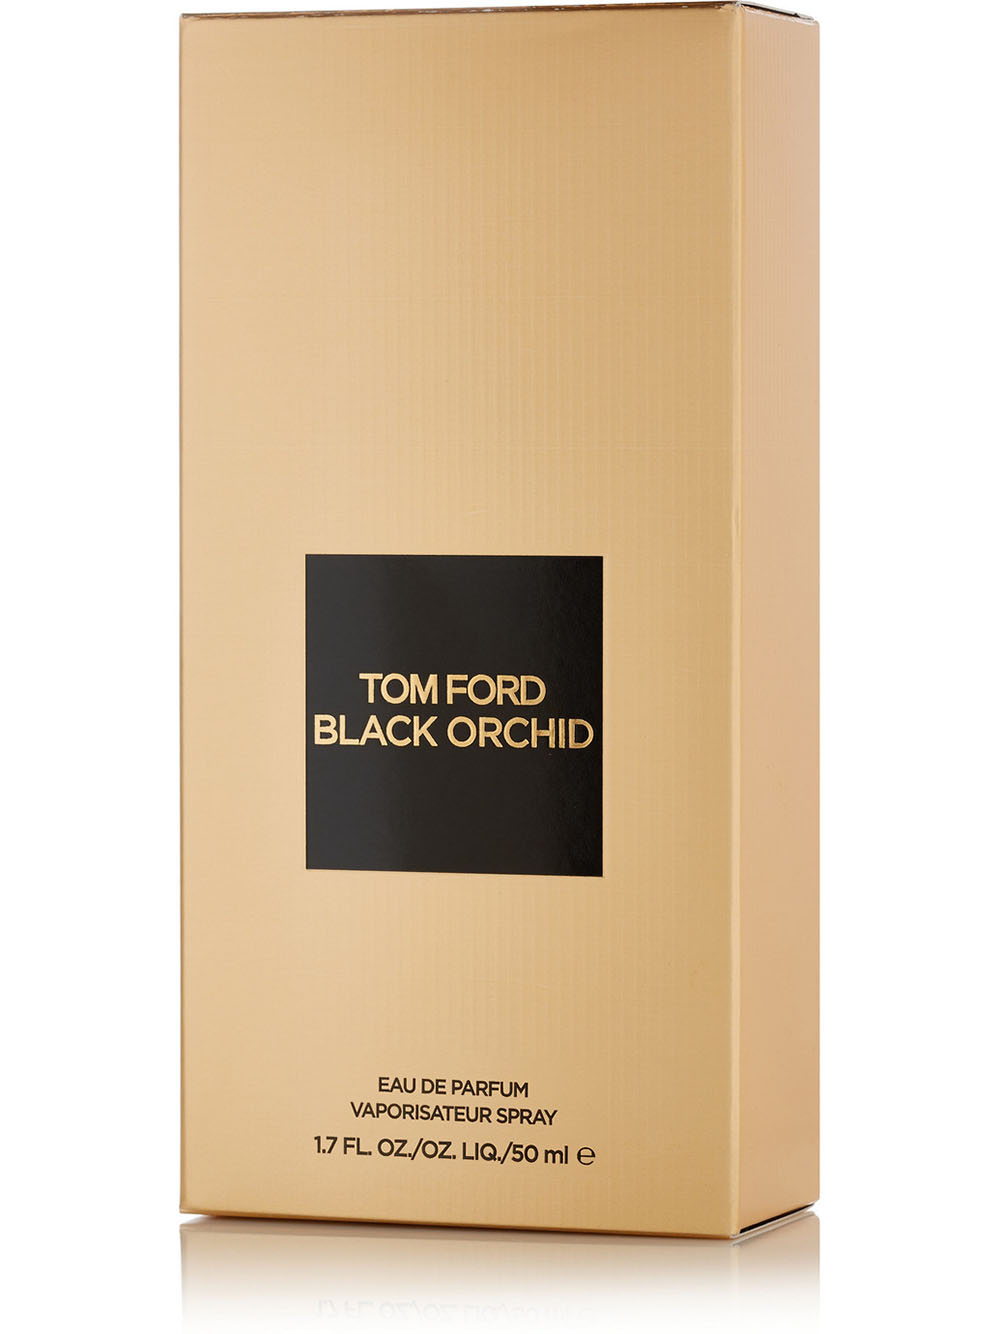 TOM FORD
BLACK ORCHID
EAU DE PARFUM
VAPORISATEUR SPRAY
1.7 FL. OZ./OZ. LIQ./50 ml ℮